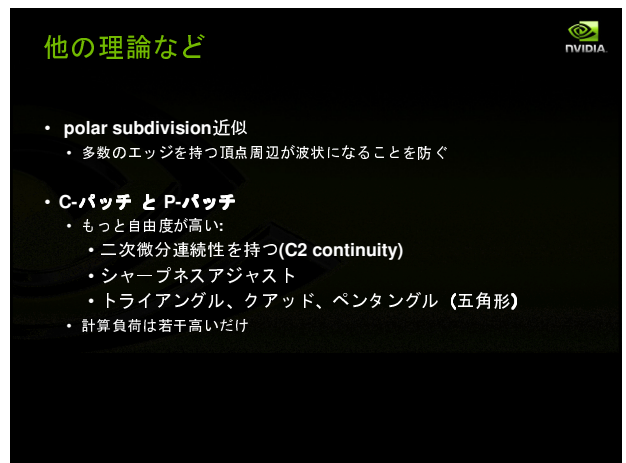 他の理論など
NVIDIA.
• polar subdivision近似
• 多数のエッジを持つ頂点周辺が波状になることを防ぐ
• C-パッチ と P-パッチ
• もっと自由度が高い:
• 二次微分連続性を持つ(C2 continuity)
• シャープネスアジャスト
• トライアングル、クアッド、ペンタングル（五角形）
• 計算負荷は若干高いだけ